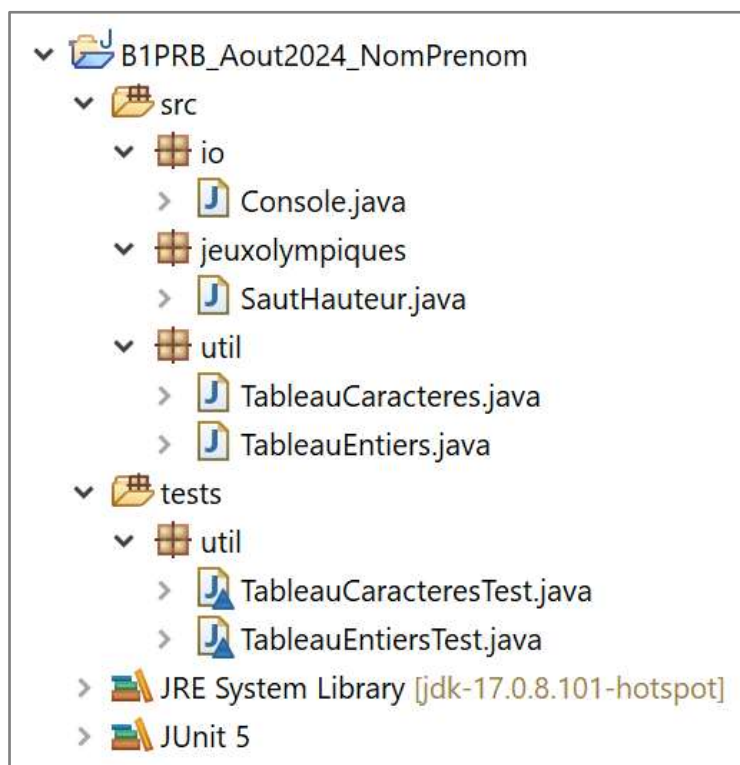 B1PRB_Aout2024_NomPrenom
src
io
Console.java
jeuxolympiques
SautHauteur.java
util
TableauCaracteres.java
TableauEntiers.java
tests
util
TableauCaracteresTest.java
TableauEntiersTest.java
JRE System Library [jdk-17.0.8.101-hotspot]
JUnit 5